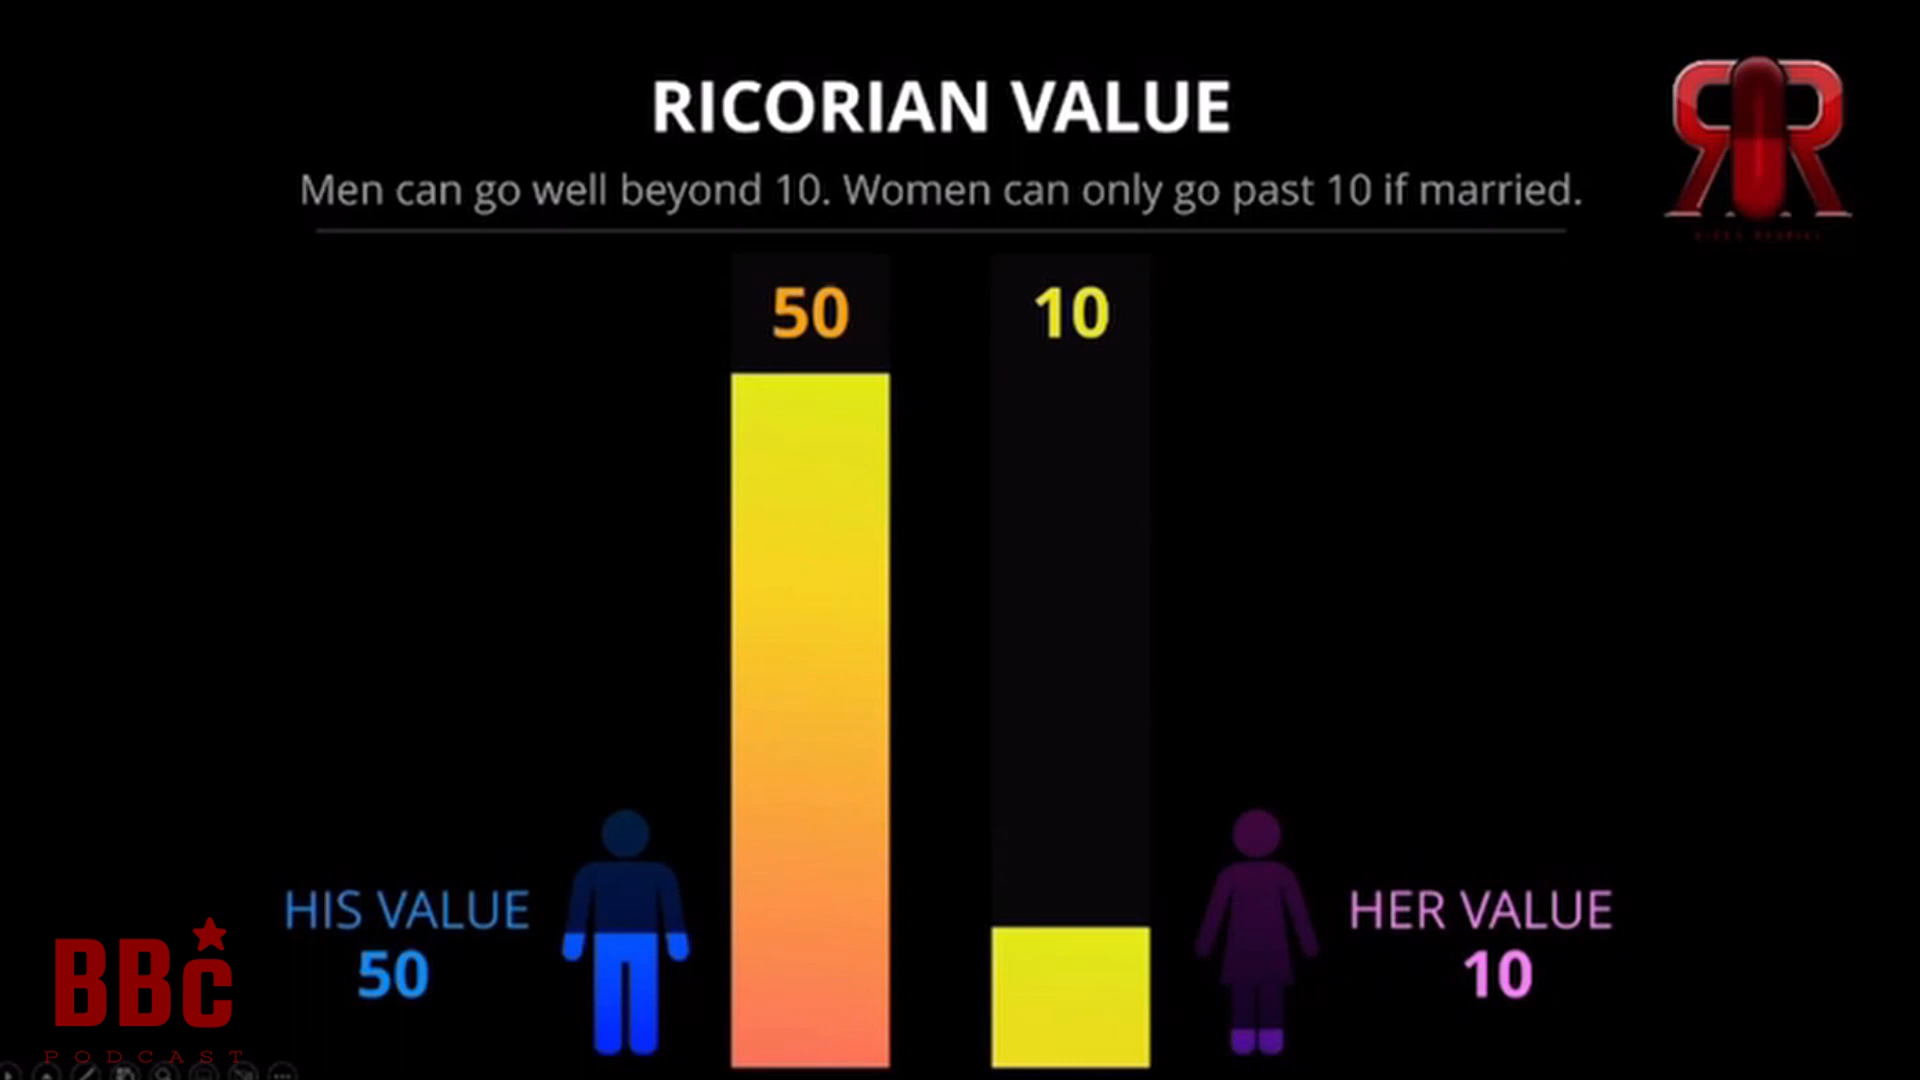 RICORIAN VALUE
Men can go well beyond 10. Women can only go past 10 if married.
RR
50
10
HIS VALUE
50
HER VALUE
10
BBC
PODCAST